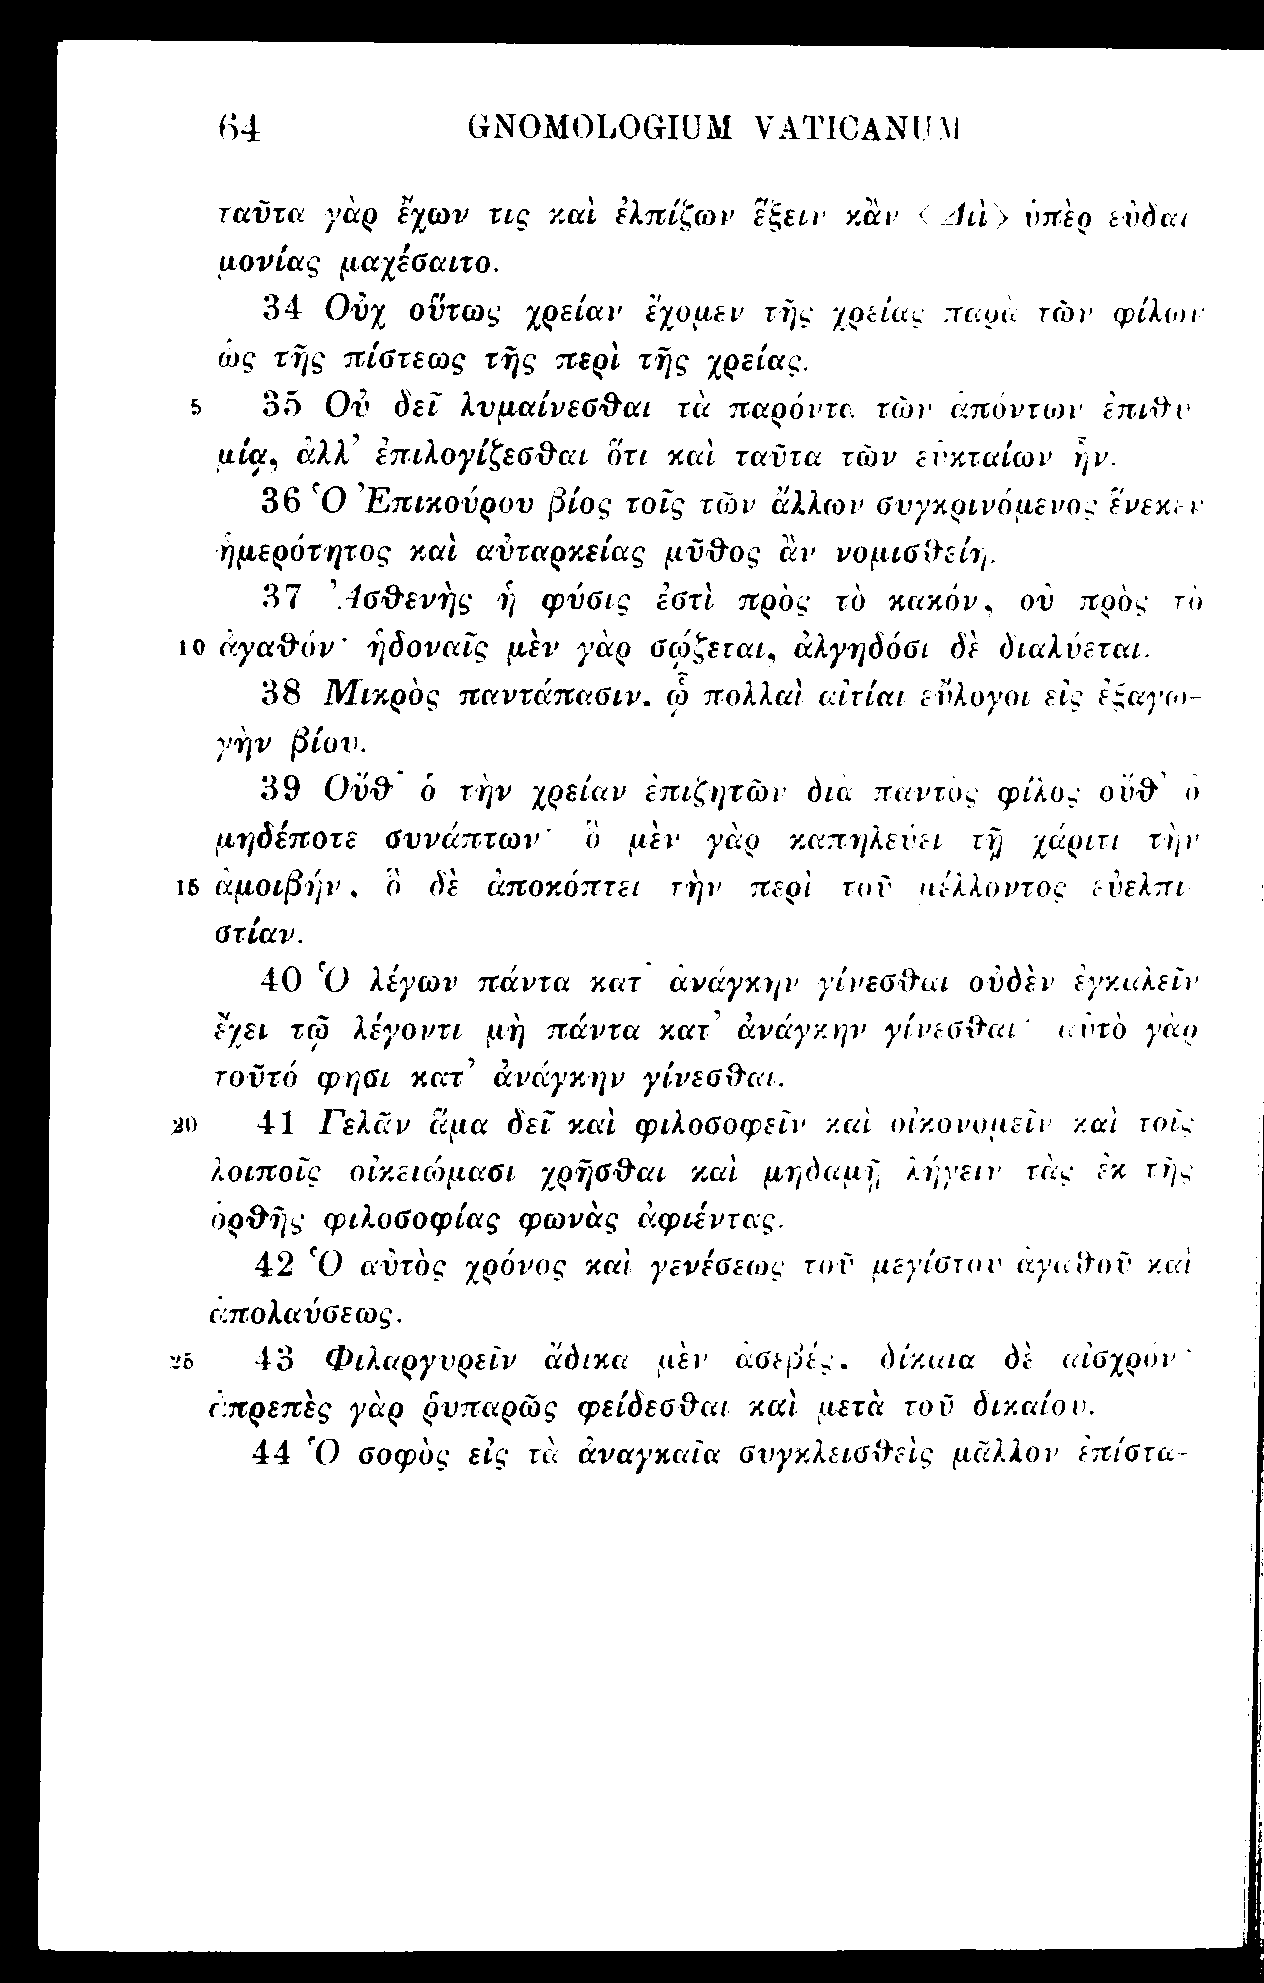 64 GNOMOLOGIUM VATICANUM
ταῦτα γὰρ ἔχων τις καὶ ἐλπίζων ἕξειν κἂν <Διὶ> ὑπὲρ εὐδαι
μονίας μαχέσαιτο.
34 Οὐχ οὕτως χρείαν ἔχομεν τῆς χρείας παρὰ τῶν φίλων
ὡς τῆς πίστεως τῆς περὶ τῆς χρείας.
5 35 Οὐ δεῖ λυμαίνεσθαι τὰ παρόντα τῶν ἀπόντων ἐπιθυ
μίᾳ, ἀλλ’ ἐπιλογίζεσθαι ὅτι καὶ ταῦτα τῶν εὐκταίων ἦν.
36 Ὁ Ἐπικούρου βίος τοῖς τῶν ἄλλων συγκρινόμενος ἕνεκεν
ἡμερότητος καὶ αὐταρκείας μῦθος ἂν νομισθείη.
37 Ἀσθενὴς ἡ φύσις ἐστὶ πρὸς τὸ κακόν, οὐ πρὸς τὸ
10 ἀγαθόν· ἡδοναῖς μὲν γὰρ σῴζεται, ἀλγηδόσι δὲ διαλύεται.
38 Μικρὸς παντάπασιν, ᾧ πολλαὶ αἰτίαι εὔλογοι εἰς ἐξαγω-
γὴν βίου.
39 Οὔθ’ ὁ τὴν χρείαν ἐπιζητῶν διὰ παντὸς φίλος οὔθ’ ὁ
μηδέποτε συνάπτων· ὃ μὲν γὰρ καπηλεύει τῇ χάριτι τὴν
15 ἀμοιβήν, ὃ δὲ ἀποκόπτει τὴν περὶ τοῦ μέλλοντος εὐελπι
στίαν.
40 Ὁ λέγων πάντα κατ’ ἀνάγκην γίνεσθαι οὐδὲν ἐγκαλεῖν
ἔχει τῷ λέγοντι μὴ πάντα κατ’ ἀνάγκην γίνεσθαι· αὐτὸ γὰρ
τοῦτό φησι κατ’ ἀνάγκην γίνεσθαι.
20 41 Γελᾶν ἅμα δεῖ καὶ φιλοσοφεῖν καὶ οἰκονομεῖν καὶ τοῖς
λοιποῖς οἰκειώμασι χρῆσθαι καὶ μηδαμῇ λήγειν τὰς ἐκ τῆς
ὀρθῆς φιλοσοφίας φωνὰς ἀφιέντας.
42 Ὁ αὐτὸς χρόνος καὶ γενέσεως τοῦ μεγίστου ἀγαθοῦ καὶ
ἀπολαύσεως.
25 43 Φιλαργυρεῖν ἄδικα μὲν ἀσεβές, δίκαια δὲ αἰσχρόν·
ἀπρεπὲς γὰρ ῥυπαρῶς φείδεσθαι καὶ μετὰ τοῦ δικαίου.
44 Ὁ σοφὸς εἰς τὰ ἀναγκαῖα συγκλεισθεὶς μᾶλλον ἐπίστα-